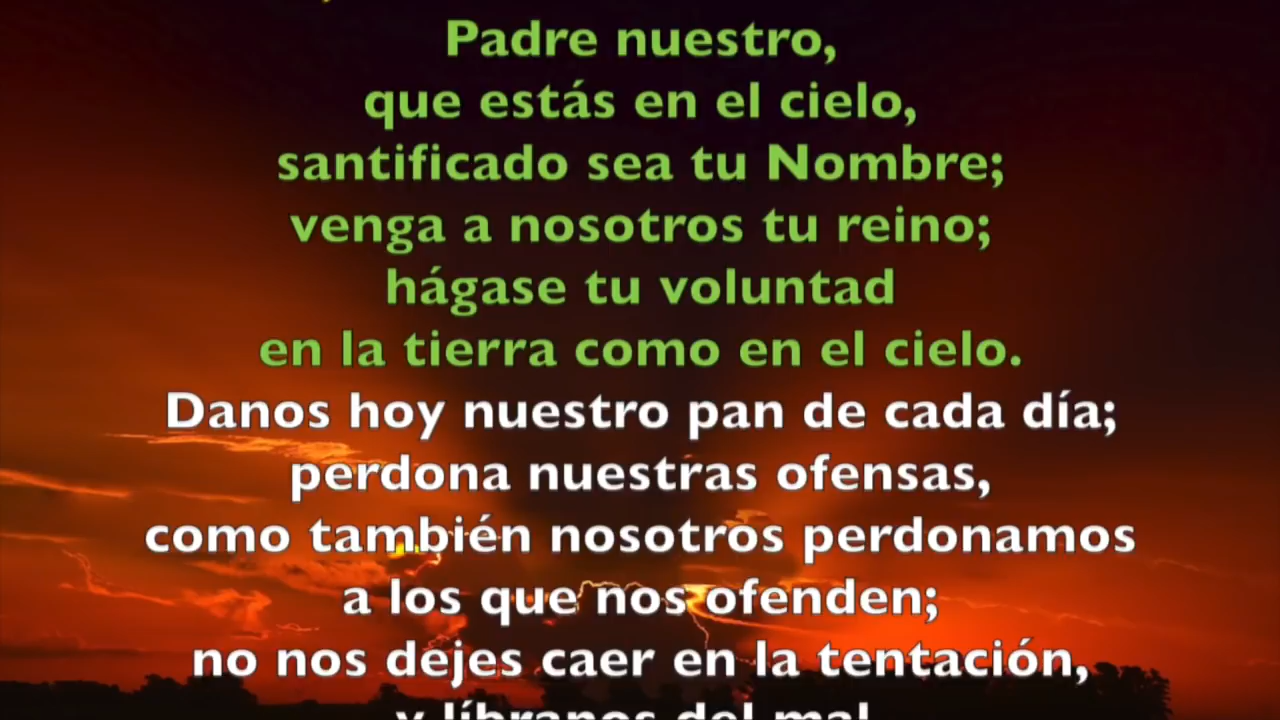 Padre nuestro,
que estás en el cielo,
santificado sea tu Nombre;
venga a nosotros tu reino;
hágase tu voluntad
en la tierra como en el cielo.
Danos hoy nuestro pan de cada día;
perdona nuestras ofensas,
como también nosotros perdonamos
a los que nos ofenden;
no nos dejes caer en la tentación,
y líbranos del mal